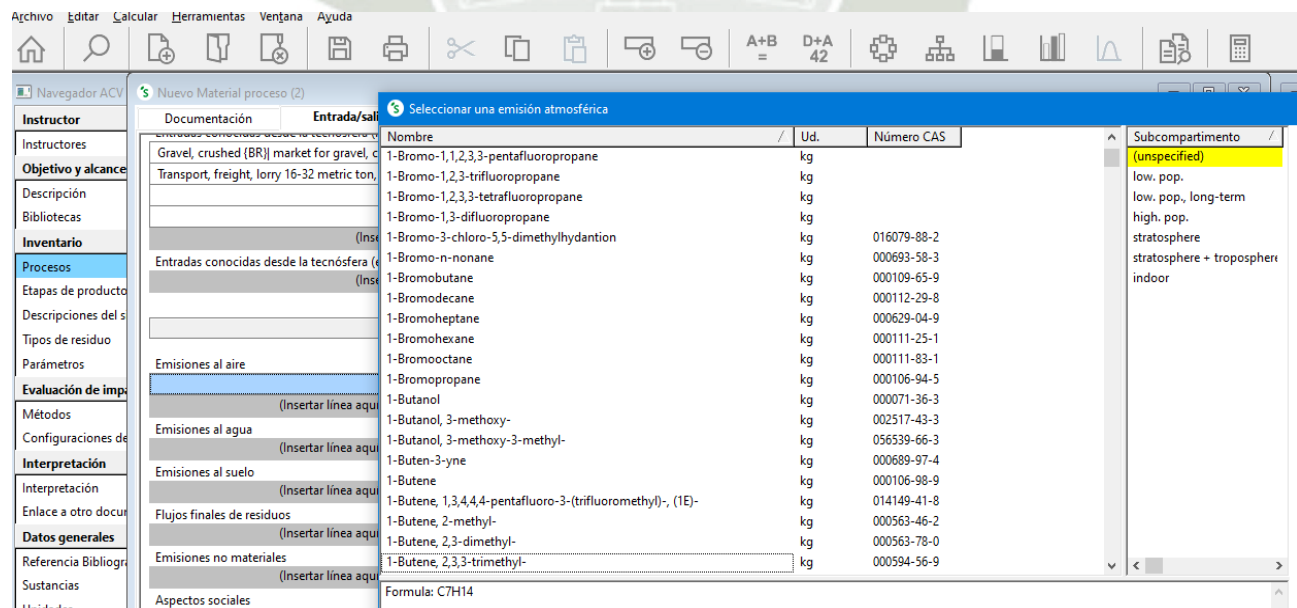 Archivo Editar Calcular Herramientas Ventana Ayuda
A+B
=
D+A
42
Navegador ACV
Nuevo Material proceso (2)
Seleccionar una emisión atmosférica
Instructor
Instructores
Objetivo y alcance
Descripción
Bibliotecas
Inventario
Procesos
Etapas de producto
Descripciones del s
Tipos de residuo
Parámetros
Evaluación de impa
Métodos
Configuraciones de
Interpretación
Interpretación
Enlace a otro docur
Datos generales
Referencia Bibliogra
Sustancias
Unidades
Documentación Entrada/sali
Entradas conocidas desde la tecnósfera (
Gravel, crushed {BR}| market for gravel, c
Transport, freight, lorry 16-32 metric ton,
(Inse
Entradas conocidas desde la tecnósfera (e
(Inse
Emisiones al aire
(Insertar línea aquí
Emisiones al agua
(Insertar línea aquí
Emisiones al suelo
(Insertar línea aquí
Flujos finales de residuos
(Insertar línea aquí
Emisiones no materiales
(Insertar línea aquí
Aspectos sociales
Nombre / Ud. Número CAS
1-Bromo-1,1,2,3,3-pentafluoropropane kg
1-Bromo-1,2,3-trifluoropropane kg
1-Bromo-1,2,3,3-tetrafluoropropane kg
1-Bromo-1,3-difluoropropane kg
1-Bromo-3-chloro-5,5-dimethylhydantion kg 016079-88-2
1-Bromo-n-nonane kg 000693-58-3
1-Bromobutane kg 000109-65-9
1-Bromodecane kg 000112-29-8
1-Bromoheptane kg 000629-04-9
1-Bromohexane kg 000111-25-1
1-Bromooctane kg 000111-83-1
1-Bromopropane kg 000106-94-5
1-Butanol kg 000071-36-3
1-Butanol, 3-methoxy- kg 002517-43-3
1-Butanol, 3-methoxy-3-methyl- kg 056539-66-3
1-Buten-3-yne kg 000689-97-4
1-Butene kg 000106-98-9
1-Butene, 1,3,4,4,4-pentafluoro-3-(trifluoromethyl)-, (1E)- kg 014149-41-8
1-Butene, 2-methyl- kg 000563-46-2
1-Butene, 2,3-dimethyl- kg 000563-78-0
1-Butene, 2,3,3-trimethyl- kg 000594-56-9
Formula: C7H14
Subcompartimento /
(unspecified)
low. pop.
low. pop., long-term
high. pop.
stratosphere
stratosphere + troposphere
indoor